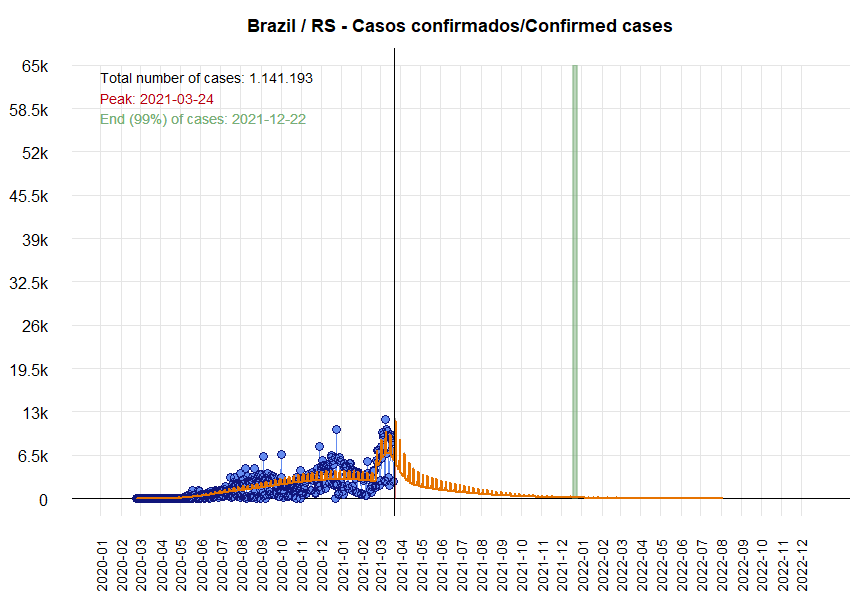 Brazil / RS - Casos confirmados/Confirmed cases
65k
Total number of cases: 1.141.193
Peak: 2021-03-24
End (99%) of cases: 2021-12-22
58.5k
52k
45.5k
39k
32.5k
26k
19.5k
13k
6.5k
0
2020-01
2020-02
2020-03
2020-04
2020-05
2020-06
2020-07
2020-08
2020-09
2020-10
2020-11
2020-12
2021-01
2021-02
2021-03
2021-04
2021-05
2021-06
2021-07
2021-08
2021-09
2021-10
2021-11
2021-12
2022-01
2022-02
2022-03
2022-04
2022-05
2022-06
2022-07
2022-08
2022-09
2022-10
2022-11
2022-12